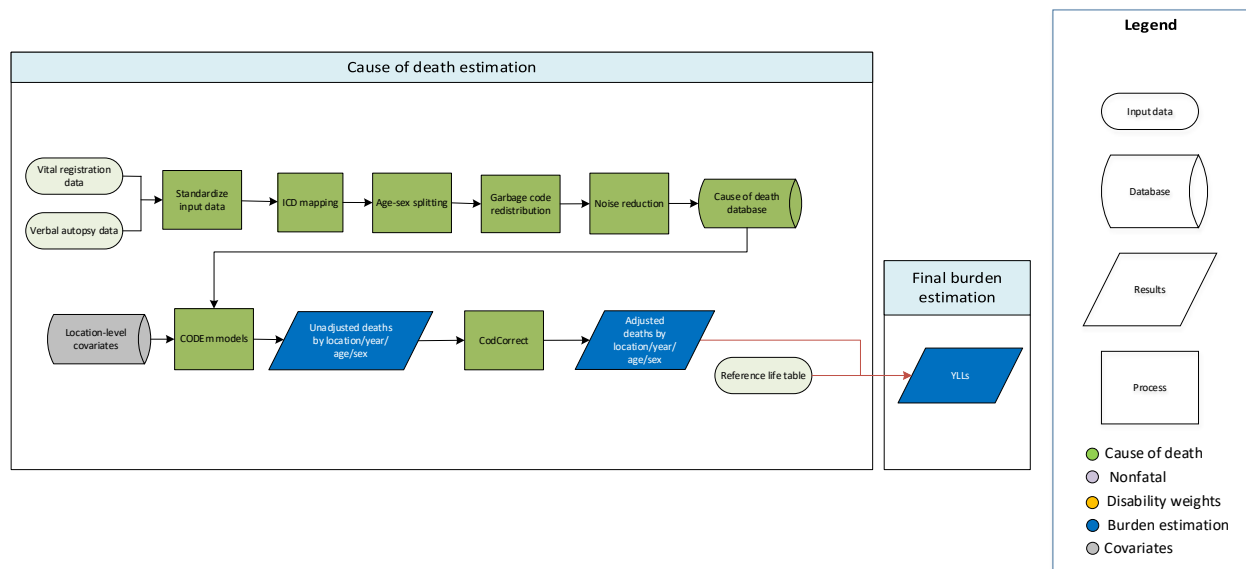 Cause of death estimation
Vital registration
data
Verbal autopsy data
Standardize
input data
ICD mapping
Age-sex splitting
Garbage code
redistribution
Noise reduction
Cause of death
database
Location-level
covariates
CODEm models
Unadjusted deaths
by location/year/
age/sex
CodCorrect
Adjusted
deaths by
location/year/
age/sex
Reference life table
Final burden
estimation
YLLs
Legend
Input data
Database
Results
Process
Cause of death
Nonfatal
Disability weights
Burden estimation
Covariates